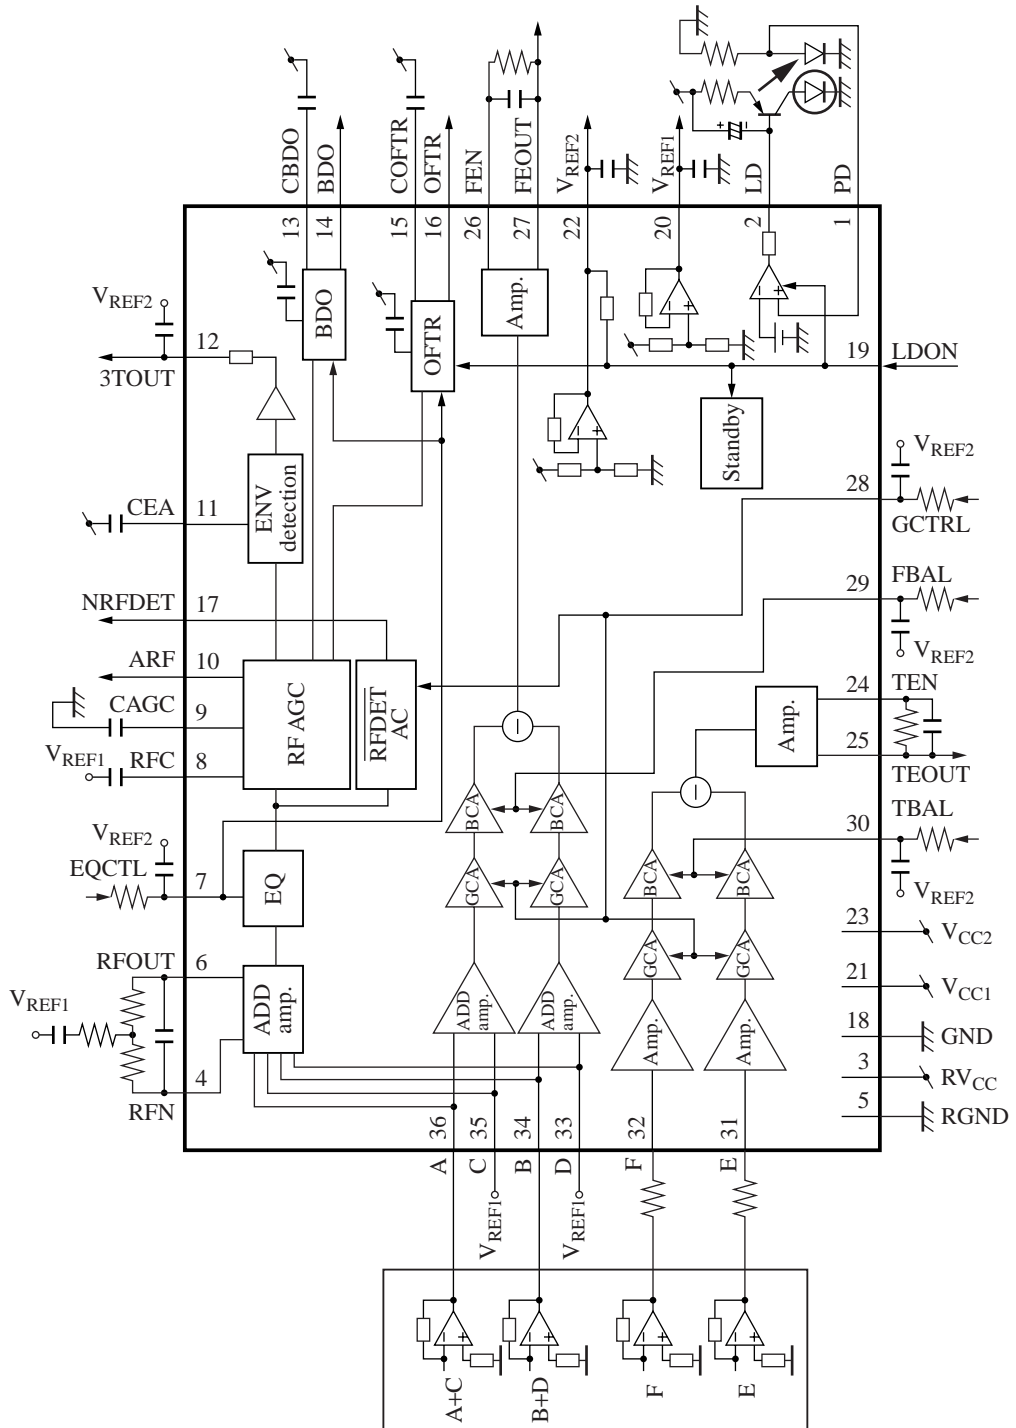 CBDO
BDO
COFTR
OFTR
FEN
FEOUT
VREF2
VREF1
LD
PD
13
14
15
16
26
27
22
20
2
1
VREF2
12
3TOUT
BDO
OFTR
Amp.
+
−
19
LDON
Standby
− +
− +
− +
CEA
11
ENV
detection
28
VREF2
GCTRL
NRFDET
17
29
FBAL
VREF2
ARF
10
CAGC
9
VREF1
RFC
8
RF AGC
RFDET
AC
−
24
TEN
Amp.
25
TEOUT
BCA
BCA
−
VREF2
EQCTL
7
EQ
GCA
GCA
BCA
BCA
30
TBAL
VREF2
23
VCC2
RFOUT
6
VREF1
ADD
amp.
ADD
amp.
ADD
amp.
GCA
GCA
Amp.
Amp.
21
VCC1
18
GND
4
RFN
3
RVCC
5
RGND
36
35
34
33
32
31
A
C
B
D
F
E
VREF1
VREF1
− +
− +
− +
− +
A+C
B+D
F
E